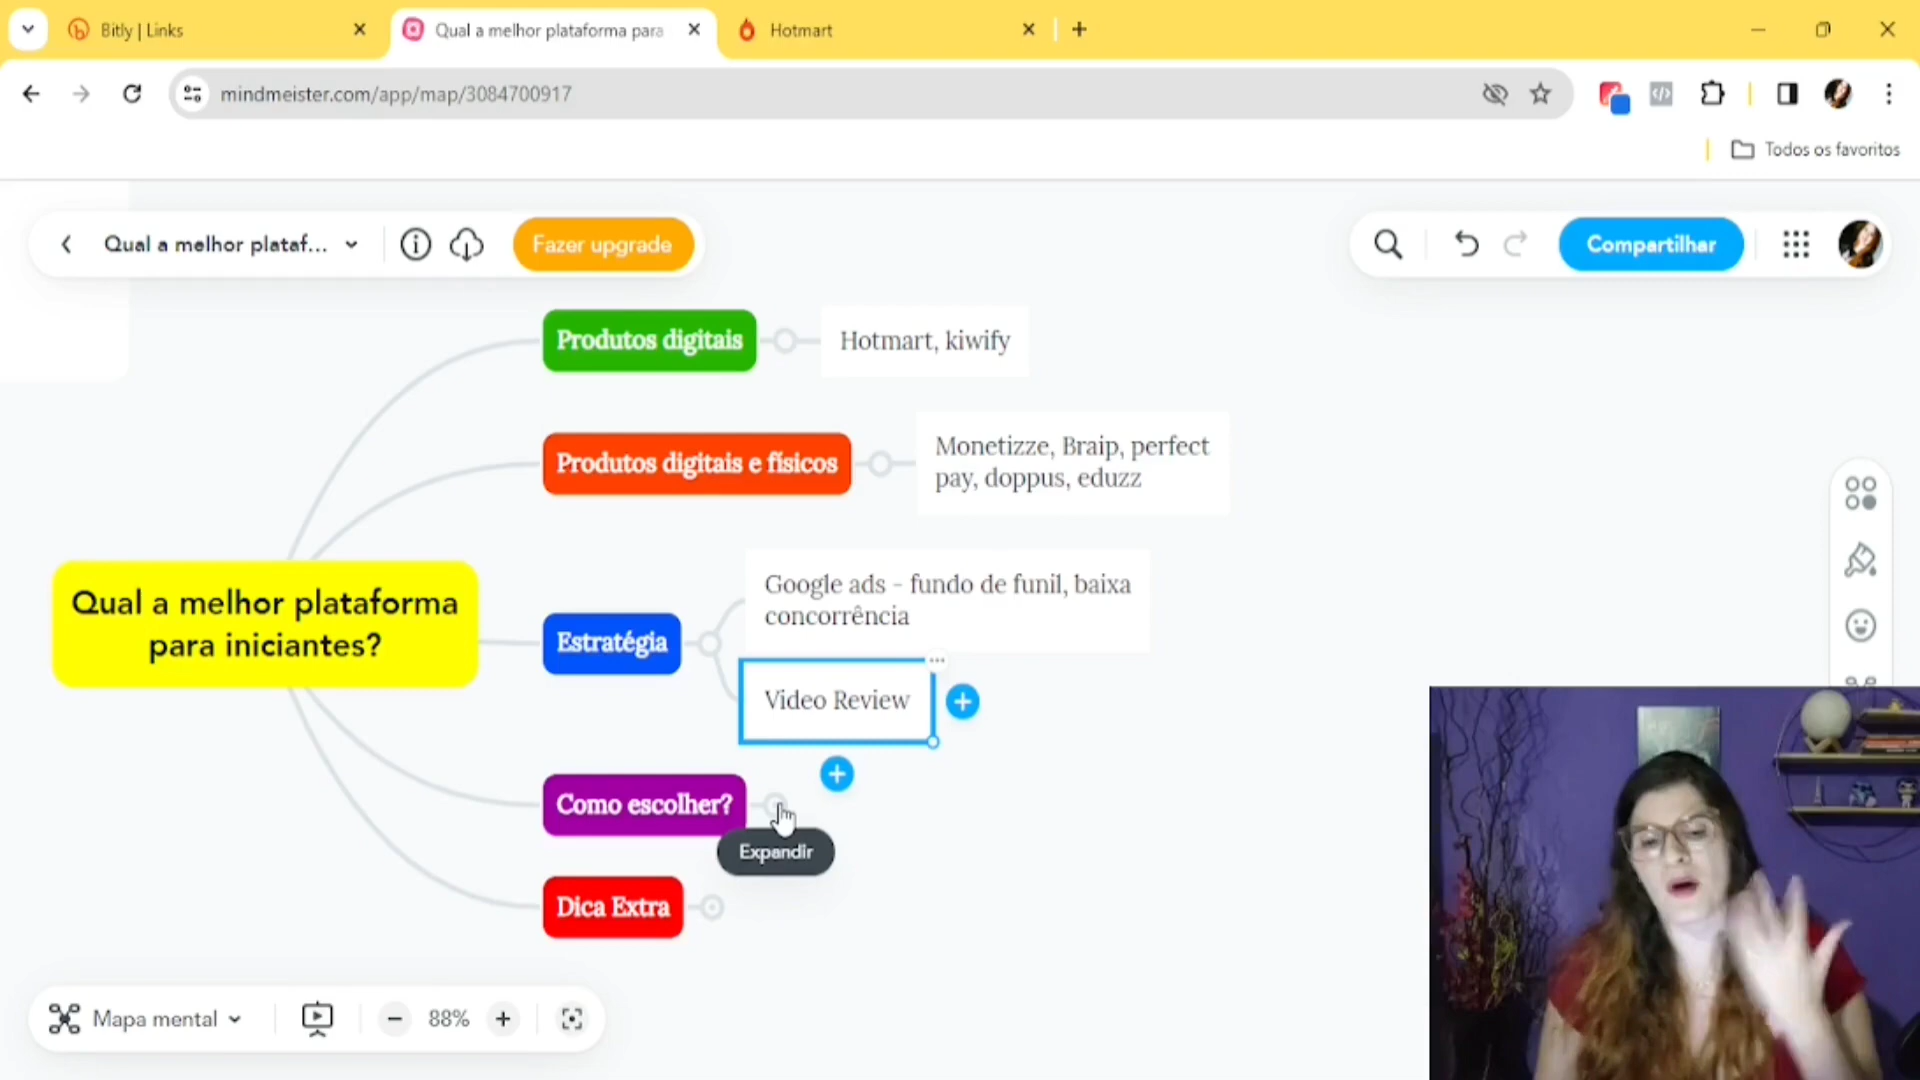 Bitly | Links
Qual a melhor plataforma para
Hotmart
mindmeister.com/app/map/3084700917
Todos os favoritos
Qual a melhor plataf...
Fazer upgrade
Compartilhar
Produtos digitais
Hotmart, kiwify
Produtos digitais e físicos
Monetizze, Braip, perfect
pay, doppus, eduzz
Qual a melhor plataforma
para iniciantes?
Estratégia
Google ads - fundo de funil, baixa
concorrência
Video Review
Como escolher?
Expandir
Dica Extra
Mapa mental
88%